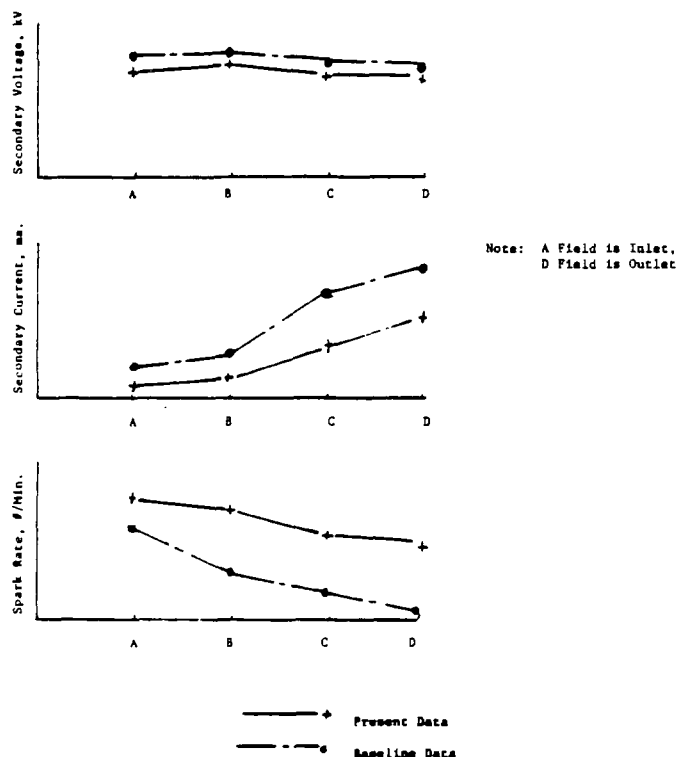 Secondary Voltage, kV
A B C D
Secondary Current, ma.
Note: A Field is Inlet,
D Field is Outlet
A B C D
Spark Rate, #/Min.
A B C D
Present Data
Baseline Data